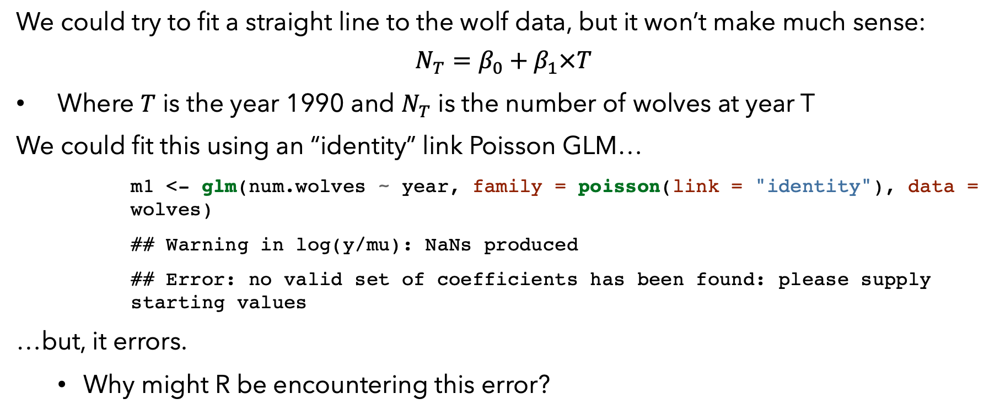 We could try to fit a straight line to the wolf data, but it won’t make much sense:
N_T = β_0 + β_1×T
• Where T is the year 1990 and N_T is the number of wolves at year T
We could fit this using an “identity” link Poisson GLM…
m1 <- glm(num.wolves ~ year, family = poisson(link = "identity"), data =
wolves)
## Warning in log(y/mu): NaNs produced
## Error: no valid set of coefficients has been found: please supply
starting values
…but, it errors.
• Why might R be encountering this error?